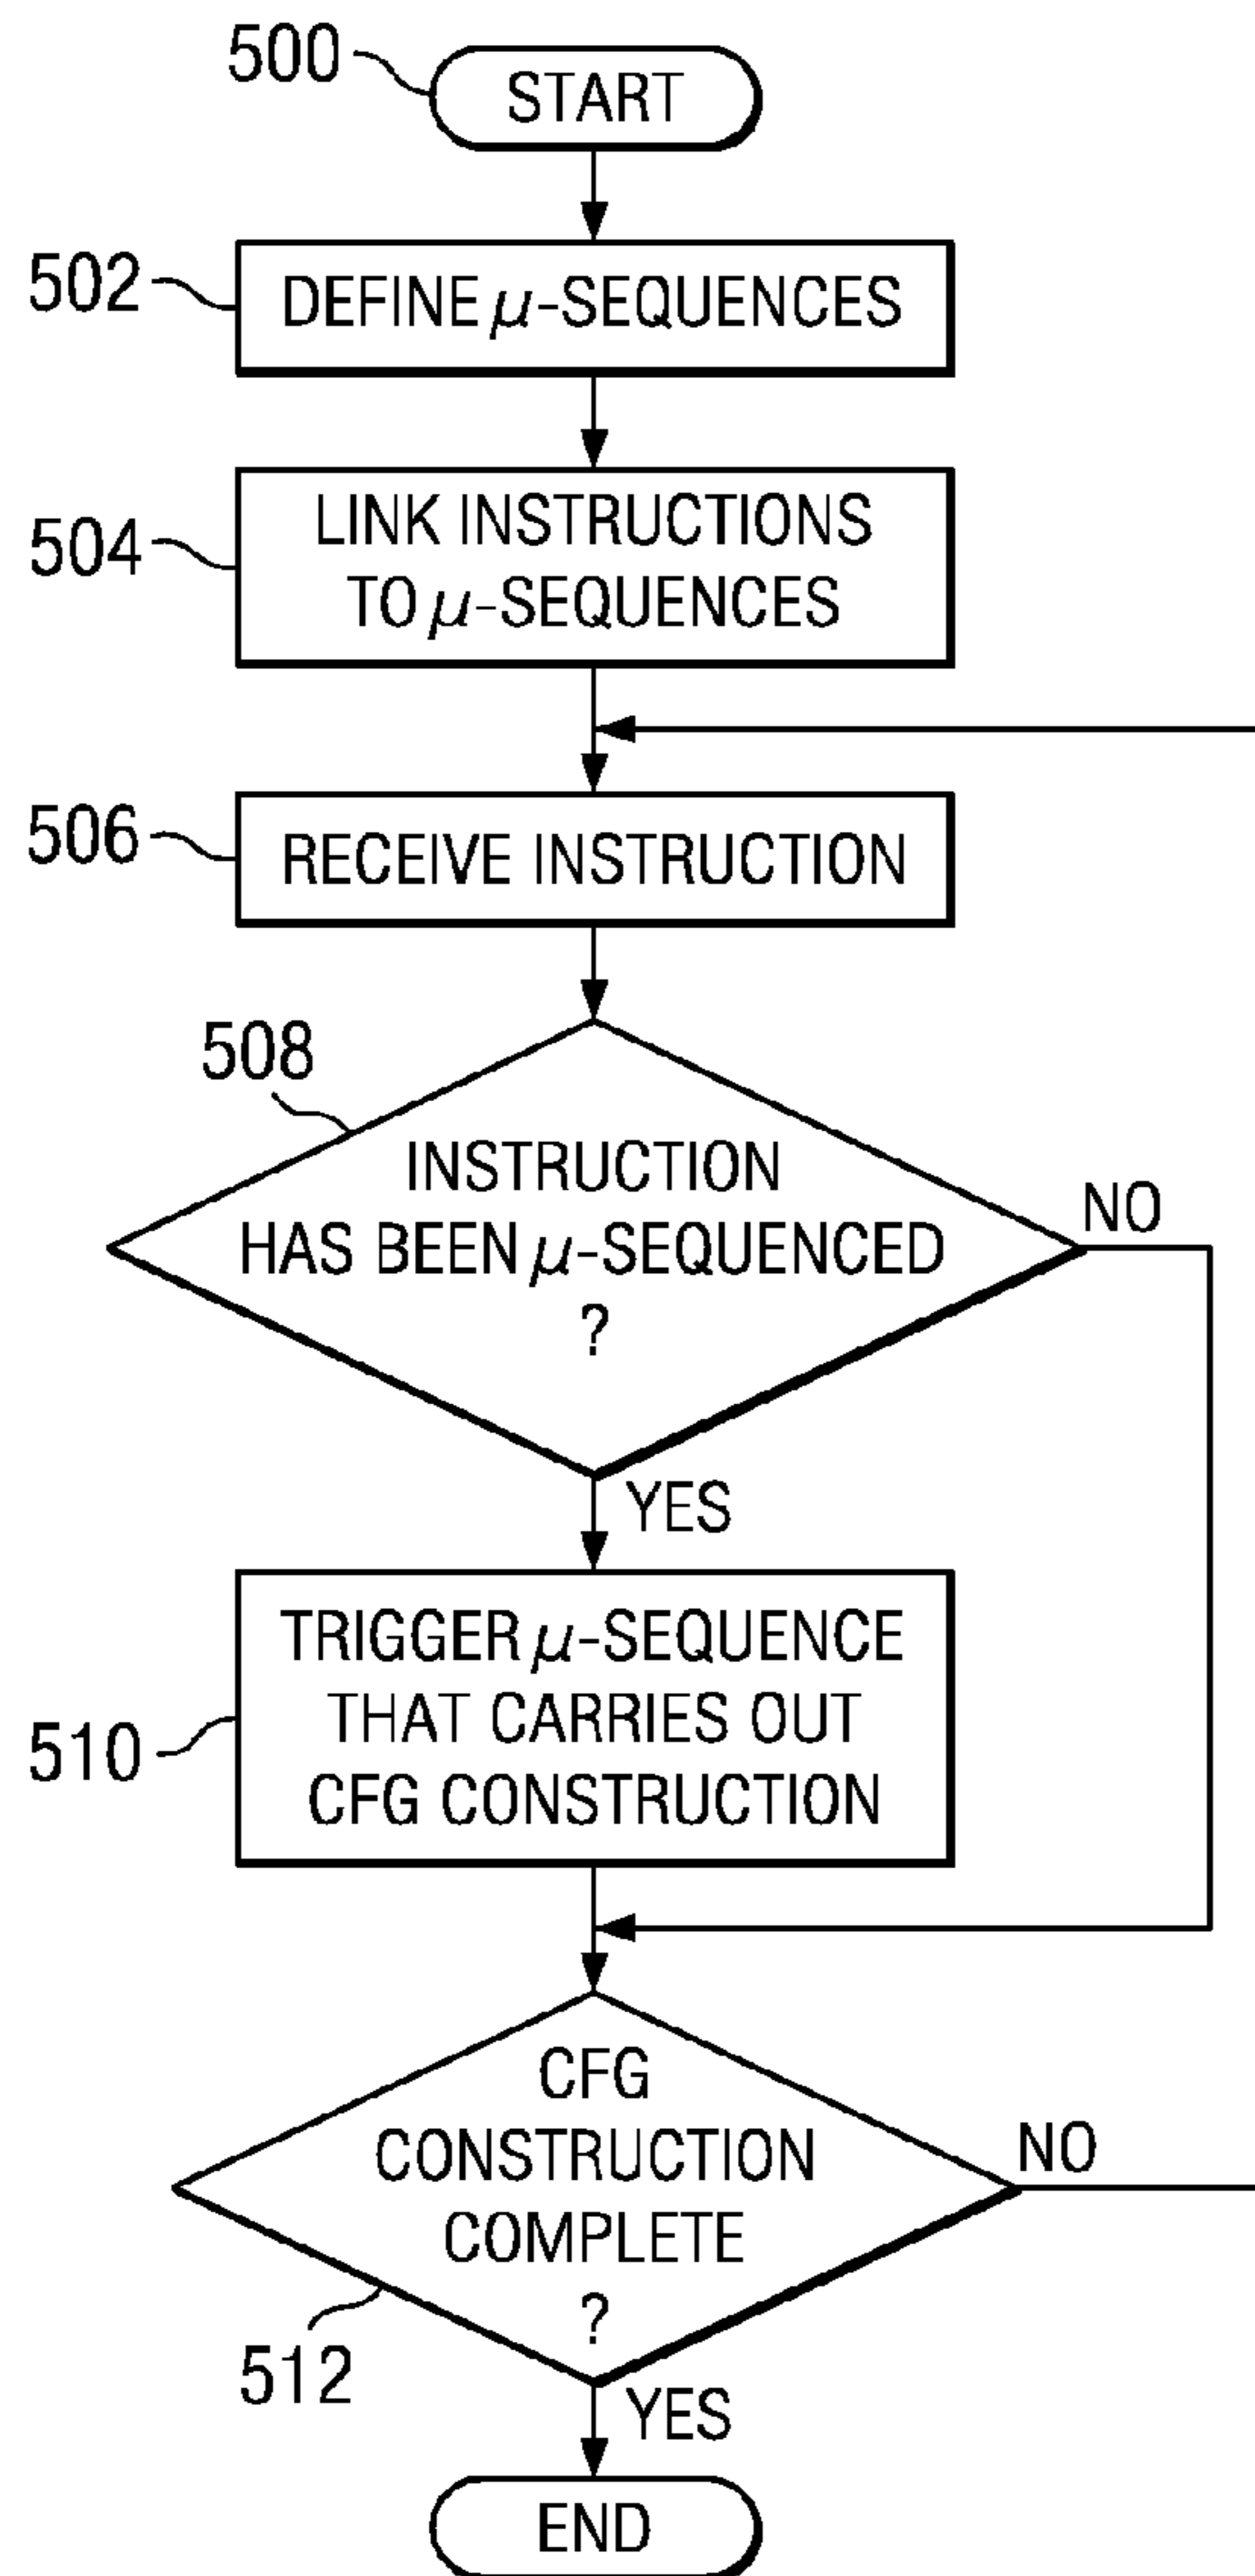 500
START
502
DEFINE μ-SEQUENCES
504
LINK INSTRUCTIONS
TO μ-SEQUENCES
506
RECEIVE INSTRUCTION
508
INSTRUCTION
HAS BEEN μ-SEQUENCED
?
NO
YES
510
TRIGGER μ-SEQUENCE
THAT CARRIES OUT
CFG CONSTRUCTION
CFG
CONSTRUCTION
COMPLETE
?
NO
512
YES
END